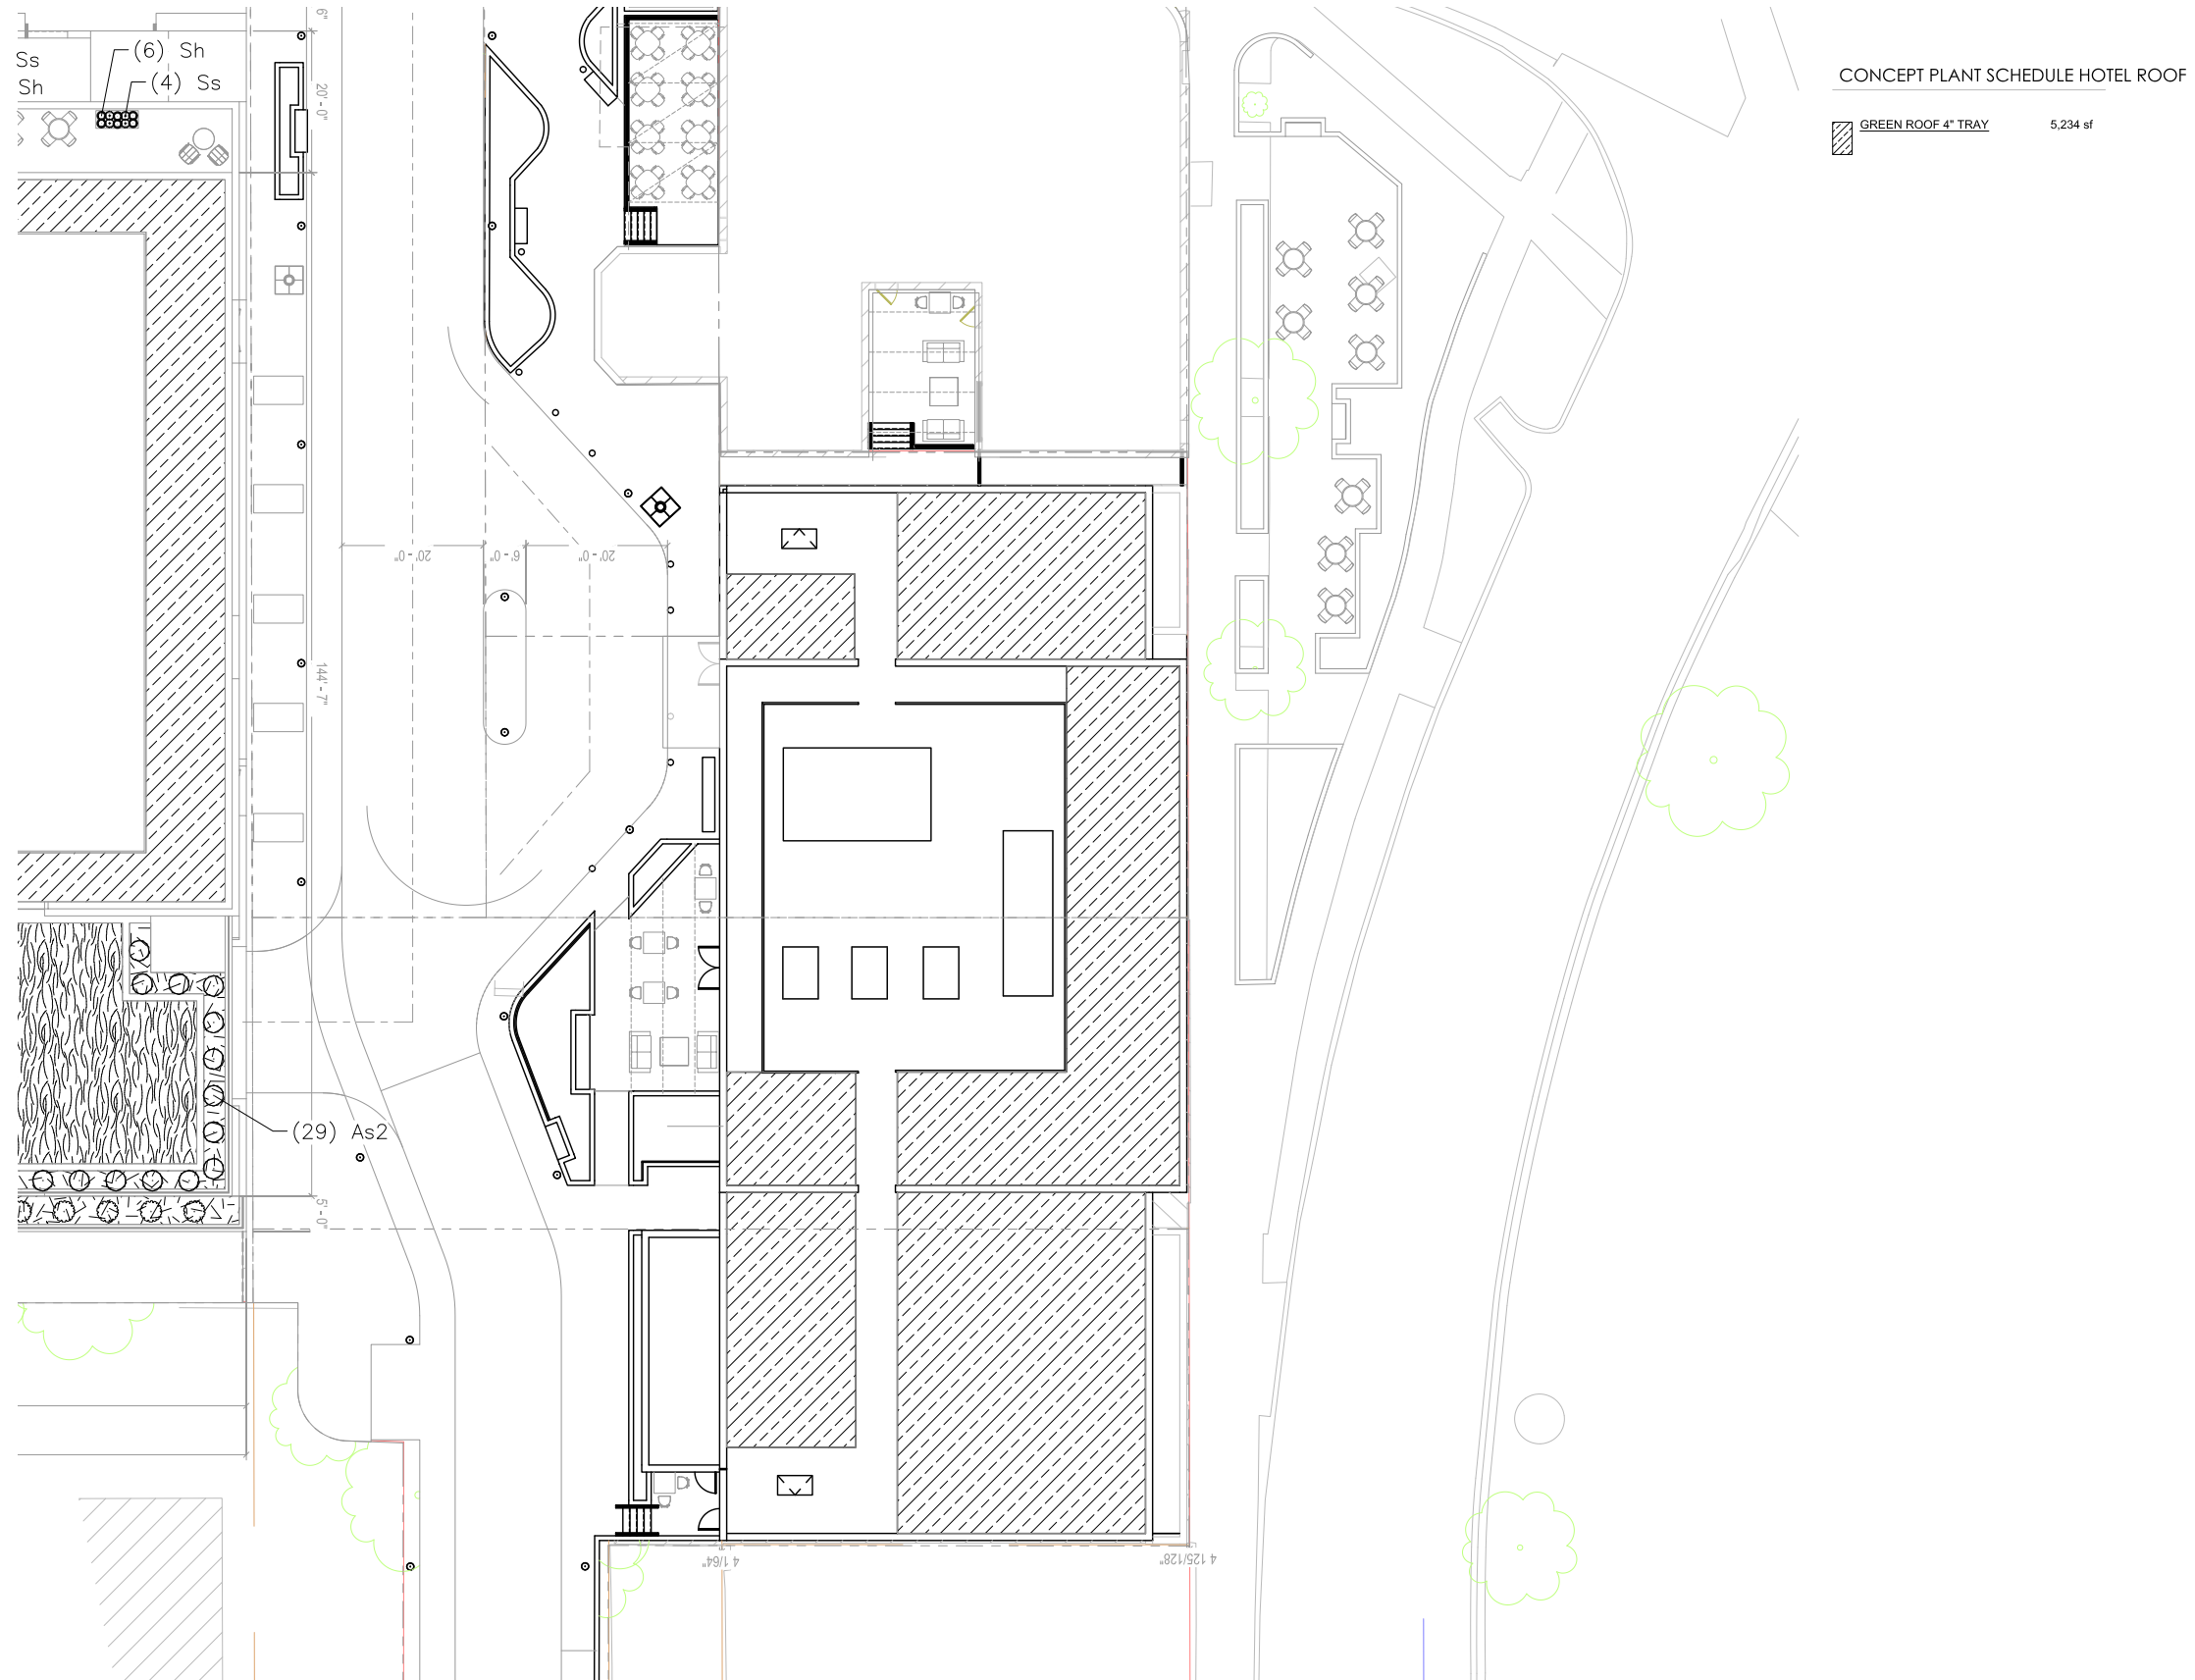 CONCEPT PLANT SCHEDULE HOTEL ROOF
GREEN ROOF 4" TRAY 5,234 sf
(6) Sh
Ss
(4) Ss
Sh
6"
20' - 0"
20' - 0"
6' - 0"
20' - 0"
144' - 7"
(29) As2
5' - 0"
4 1/64"
4 125/128"